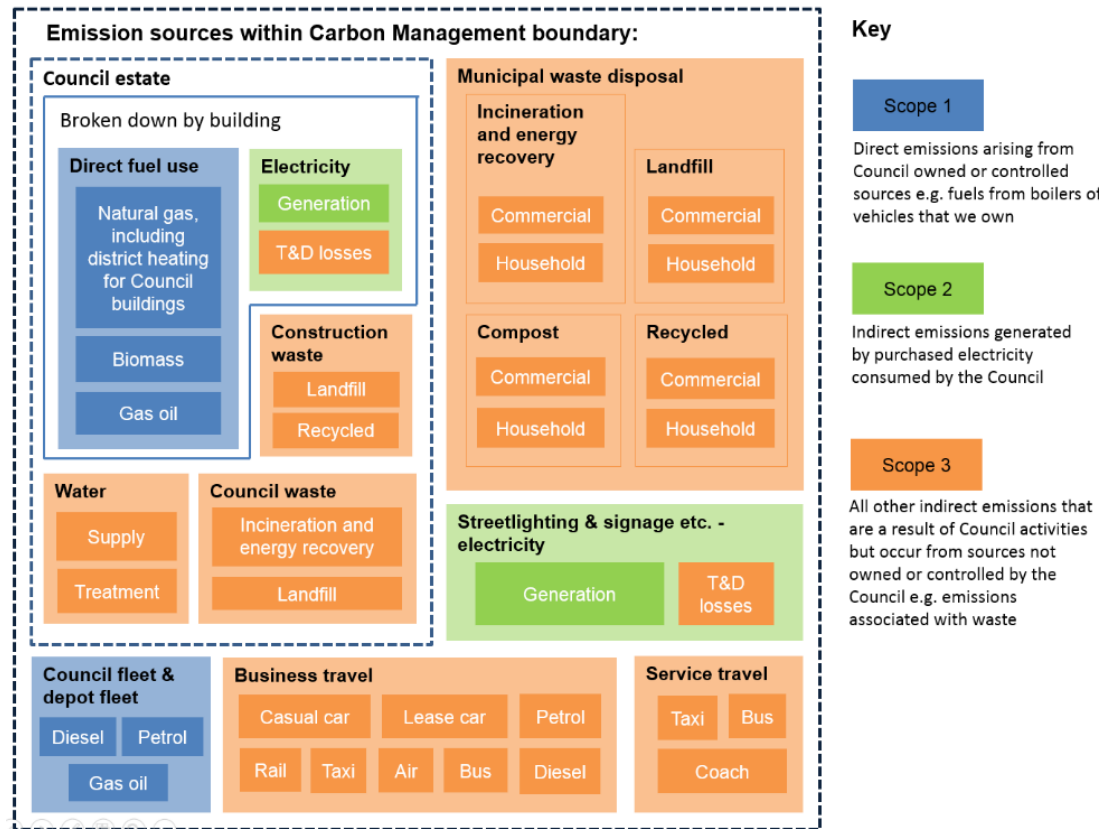 Emission sources within Carbon Management boundary:
Council estate
Broken down by building
Direct fuel use
Natural gas,
including
district heating
for Council
buildings
Biomass
Gas oil
Electricity
Generation
T&D losses
Construction
waste
Landfill
Recycled
Water
Supply
Treatment
Council waste
Incineration and
energy recovery
Landfill
Municipal waste disposal
Incineration
and energy
recovery
Commercial
Household
Landfill
Commercial
Household
Compost
Commercial
Household
Recycled
Commercial
Household
Streetlighting & signage etc. -
electricity
Generation
T&D
losses
Council fleet &
depot fleet
Diesel
Petrol
Gas oil
Business travel
Casual car
Lease car
Petrol
Rail
Taxi
Air
Bus
Diesel
Service travel
Taxi
Bus
Coach
Key
Scope 1
Direct emissions arising from
Council owned or controlled
sources e.g. fuels from boilers of
vehicles that we own
Scope 2
Indirect emissions generated
by purchased electricity
consumed by the Council
Scope 3
All other indirect emissions that
are a result of Council activities
but occur from sources not
owned or controlled by the
Council e.g. emissions
associated with waste